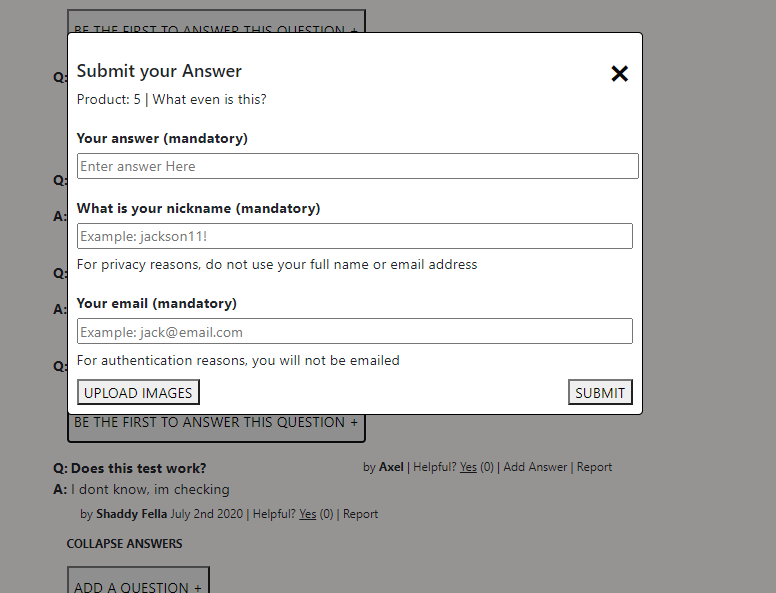 BE THE FIRST TO ANSWER THIS QUESTION +
Submit your Answer
Product: 5 | What even is this?
Q:
Your answer (mandatory)
Enter answer Here
Q:
What is your nickname (mandatory)
A:
Example: jackson11!
For privacy reasons, do not use your full name or email address
Q:
Your email (mandatory)
A:
Example: jack@email.com
For authentication reasons, you will not be emailed
Q:
UPLOAD IMAGES SUBMIT
BE THE FIRST TO ANSWER THIS QUESTION +
Q: Does this test work? by Axel | Helpful? Yes (0) | Add Answer | Report
A: I dont know, im checking
by Shaddy Fella July 2nd 2020 | Helpful? Yes (0) | Report
COLLAPSE ANSWERS
ADD A QUESTION +